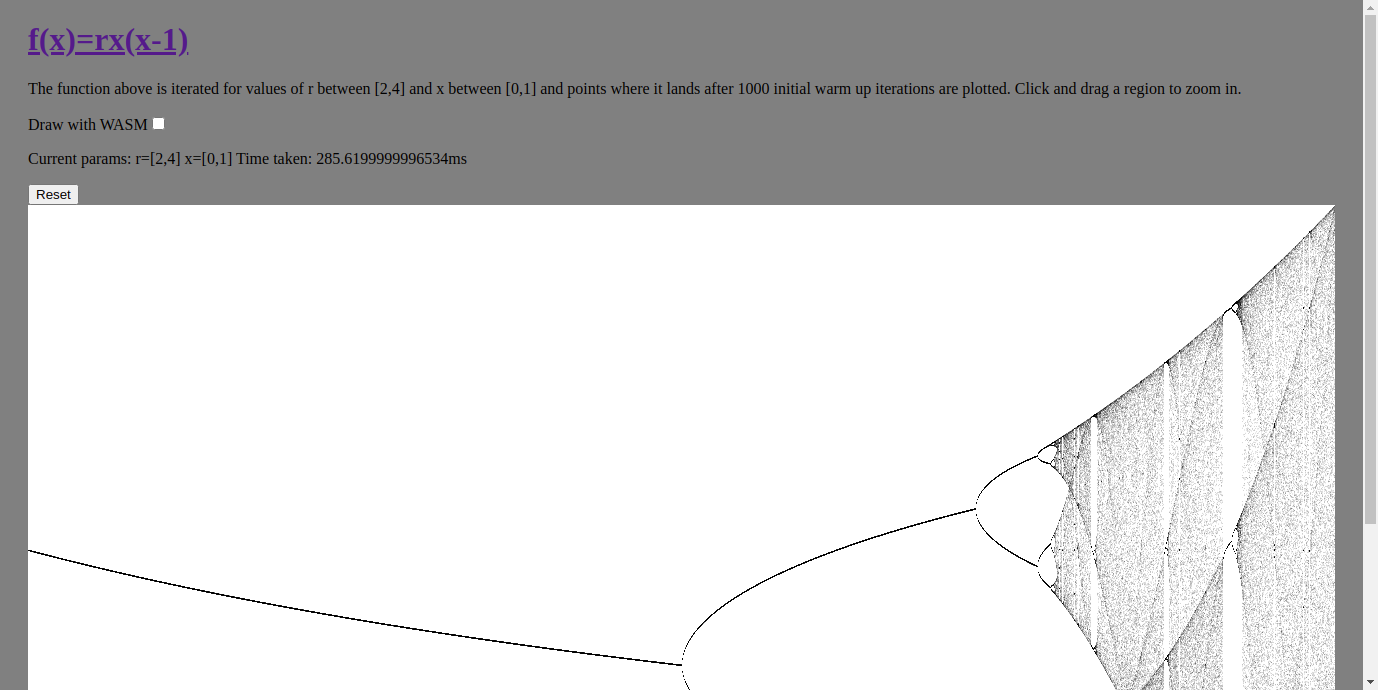 f(x)=rx(x-1)
The function above is iterated for values of r between [2,4] and x between [0,1] and points where it lands after 1000 initial warm up iterations are plotted. Click and drag a region to zoom in.
Draw with WASM
Current params: r=[2,4] x=[0,1] Time taken: 285.6199999996534ms
Reset